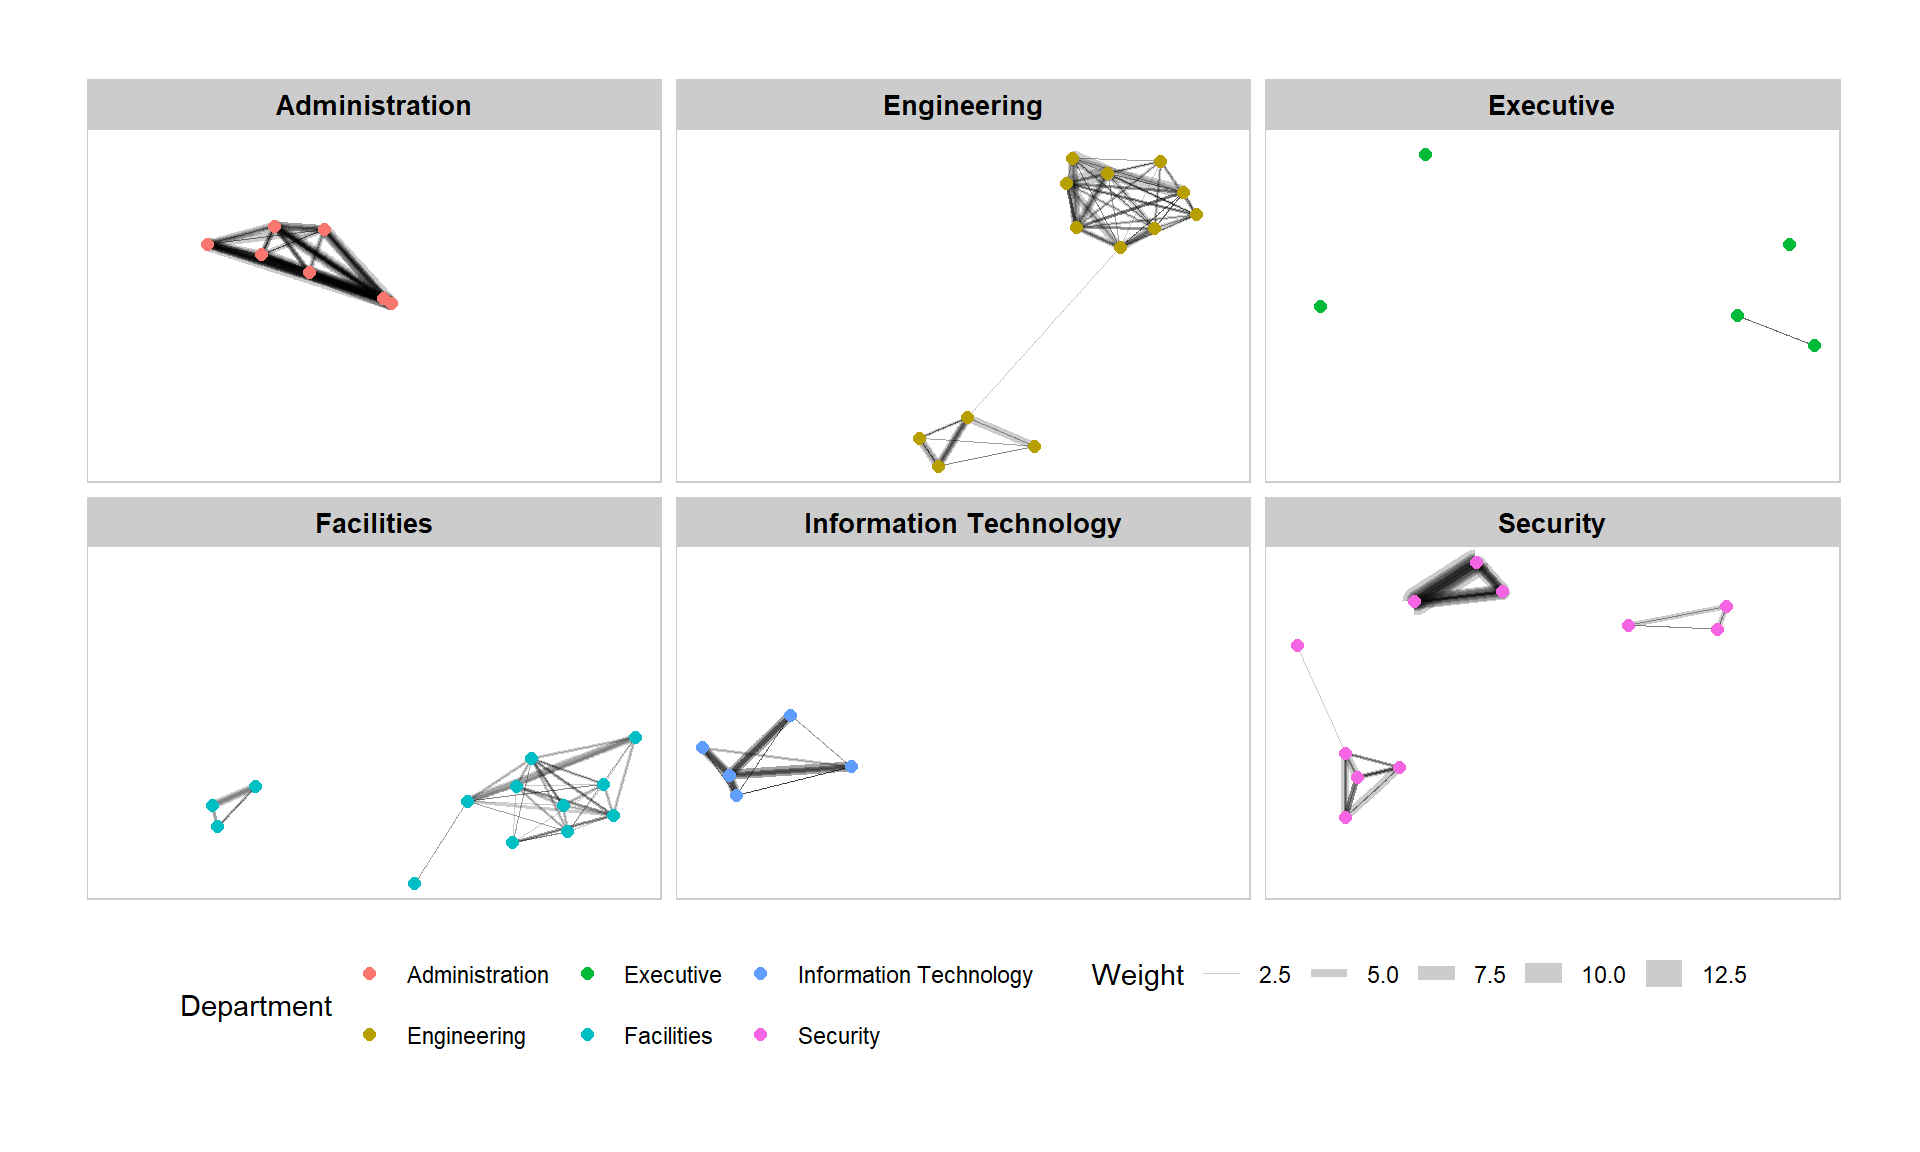 Administration
Engineering
Executive
Facilities
Information Technology
Security
Department
Administration
Executive
Information Technology
Engineering
Facilities
Security
Weight
2.5
5.0
7.5
10.0
12.5